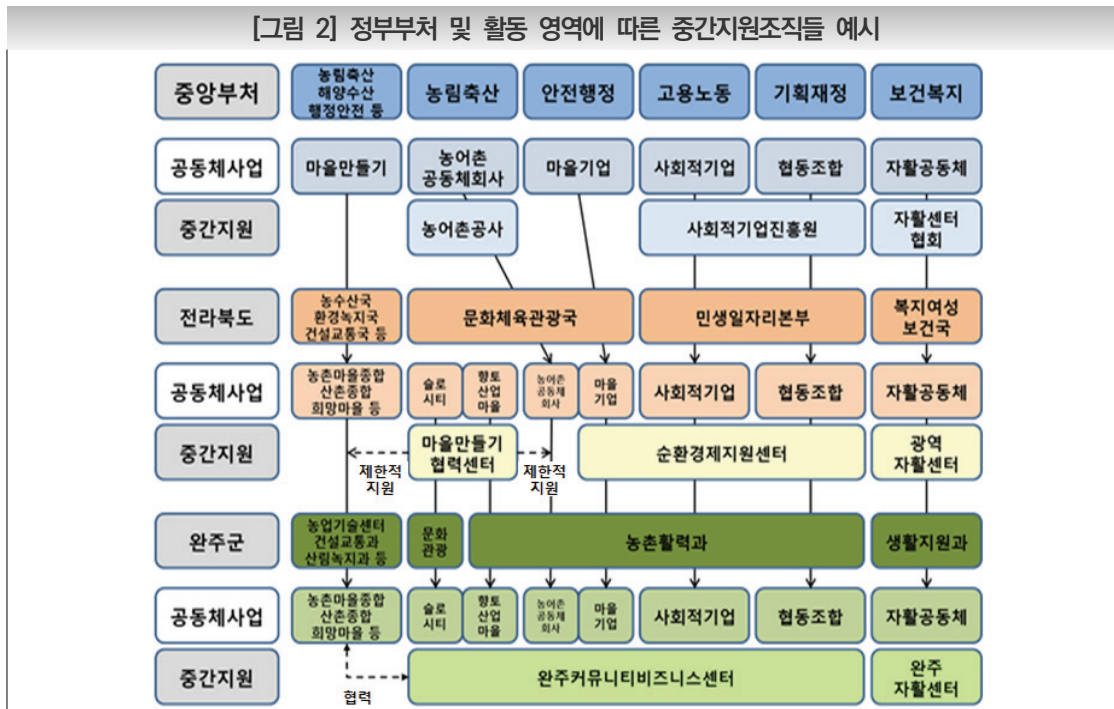 [그림 2] 정부부처 및 활동 영역에 따른 중간지원조직들 예시
중앙부처
농림축산
해양수산
행정안전 등
농림축산
안전행정
고용노동
기획재정
보건복지
공동체사업
마을만들기
농어촌
공동체회사
마을기업
사회적기업
협동조합
자활공동체
중간지원
농어촌공사
사회적기업진흥원
자활센터
협회
전라북도
농수산국
환경녹지국
건설교통국 등
문화체육관광국
민생일자리본부
복지여성
보건국
공동체사업
농촌마을종합
산촌종합
희망마을 등
슬로
시티
향토
산업
마을
농어촌
공동체
회사
마을
기업
사회적기업
협동조합
자활공동체
중간지원
제한적
지원
마을만들기
협력센터
제한적
지원
순환경제지원센터
광역
자활센터
완주군
농업기술센터
건설교통과
산림녹지과 등
문화
관광
농촌활력과
생활지원과
공동체사업
농촌마을종합
산촌종합
희망마을 등
슬로
시티
향토
산업
마을
농어촌
공동체
회사
마을
기업
사회적기업
협동조합
자활공동체
중간지원
협력
완주커뮤니티비즈니스센터
완주
자활센터